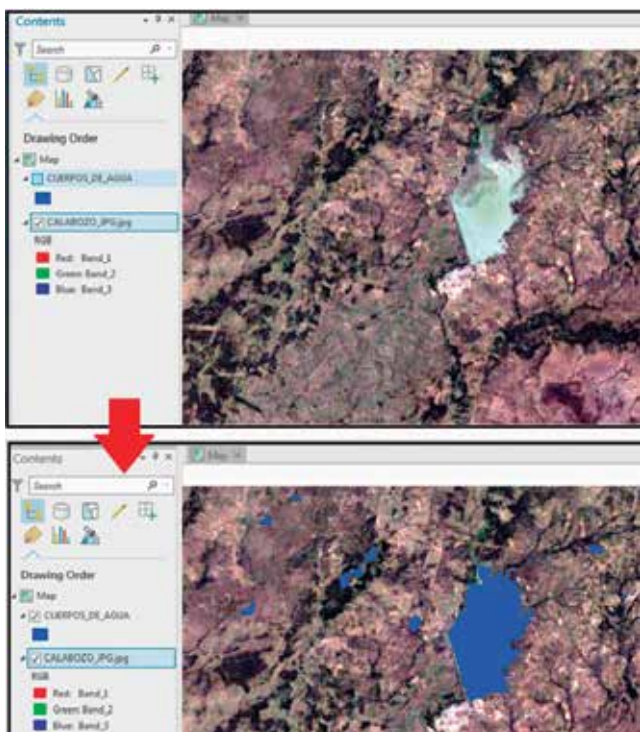 Contents
Map
Search
Drawing Order
Map
CUERPOS_DE_AGUA
CALABOZO_JPG.jpg
RGB
Red: Band_1
Green: Band_2
Blue: Band_3
Contents
Map
Search
Drawing Order
Map
CUERPOS_DE_AGUA
CALABOZO_JPG.jpg
RGB
Red: Band_1
Green: Band_2
Blue: Band_3